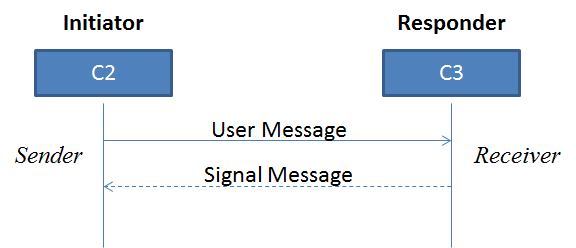 Initiator
Responder
C2
C3
User Message
Sender
Receiver
Signal Message